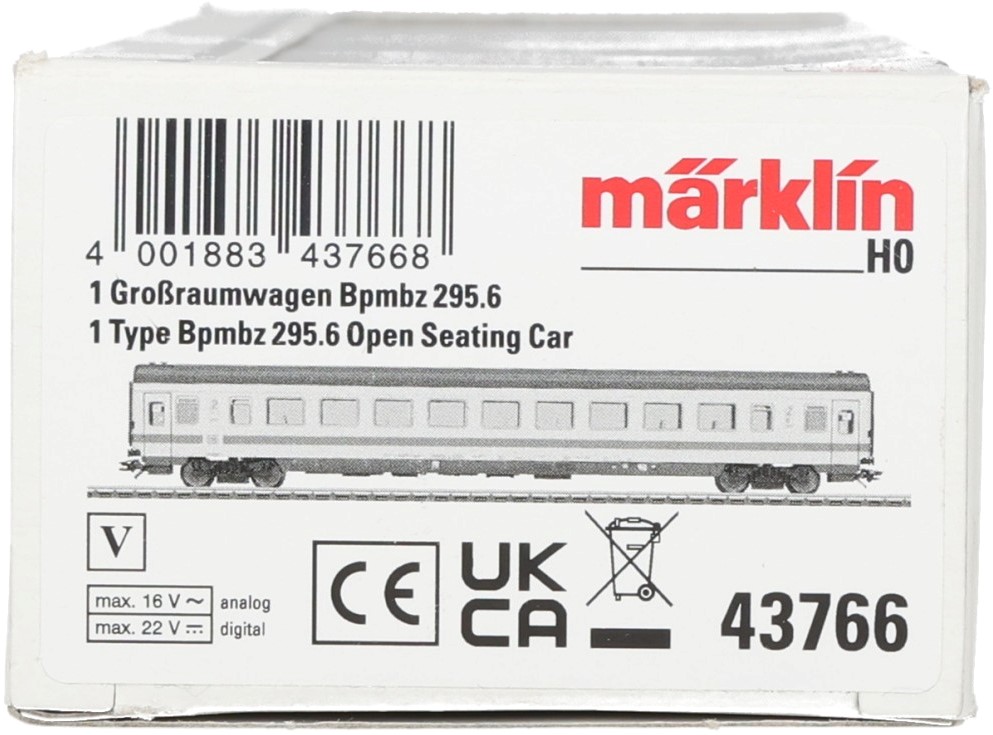 4 001883 437668
märklín
H0
1 Großraumwagen Bpmbz 295.6
1 Type Bpmbz 295.6 Open Seating Car
V
max. 16 V ~ analog
max. 22 V ⎓ digital
CE
UK
CA
43766